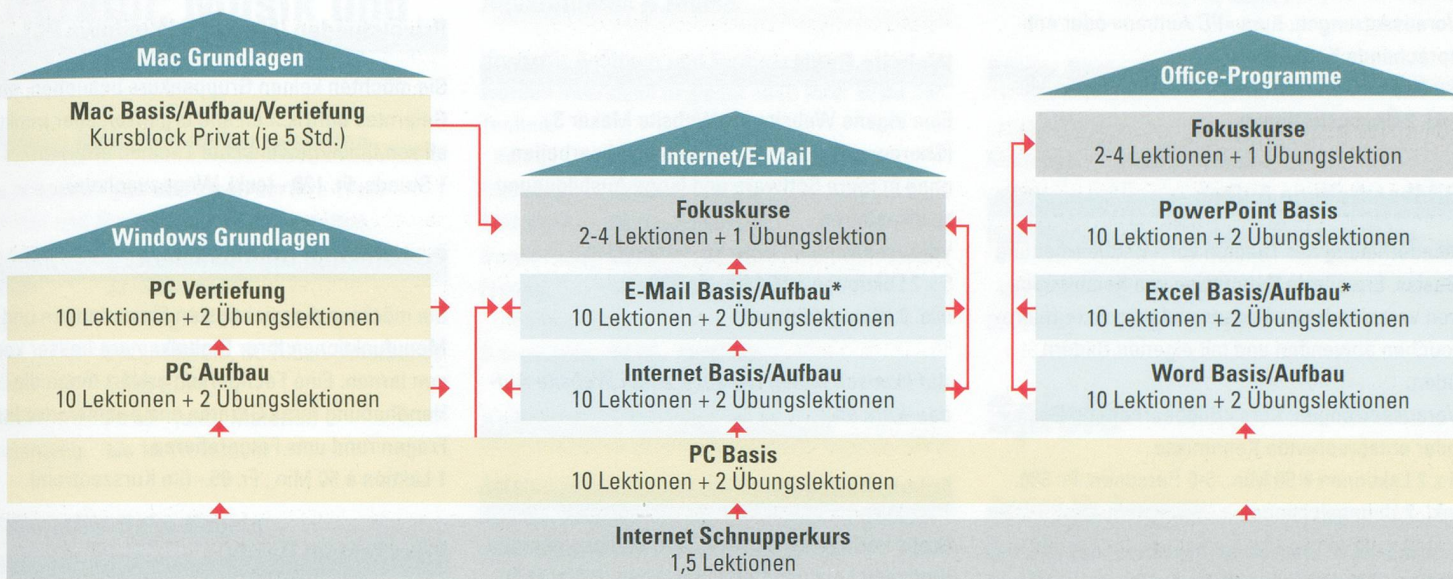 Mac Grundlagen
Mac Basis/Aufbau/Vertiefung
Kursblock Privat (je 5 Std.)
Windows Grundlagen
PC Vertiefung
10 Lektionen + 2 Übungslektionen
PC Aufbau
10 Lektionen + 2 Übungslektionen
Internet/E-Mail
Fokuskurse
2-4 Lektionen + 1 Übungslektion
E-Mail Basis/Aufbau*
10 Lektionen + 2 Übungslektionen
Internet Basis/Aufbau
10 Lektionen + 2 Übungslektionen
Office-Programme
Fokuskurse
2-4 Lektionen + 1 Übungslektion
PowerPoint Basis
10 Lektionen + 2 Übungslektionen
Excel Basis/Aufbau*
10 Lektionen + 2 Übungslektionen
Word Basis/Aufbau
10 Lektionen + 2 Übungslektionen
PC Basis
10 Lektionen + 2 Übungslektionen
Internet Schnupperkurs
1,5 Lektionen